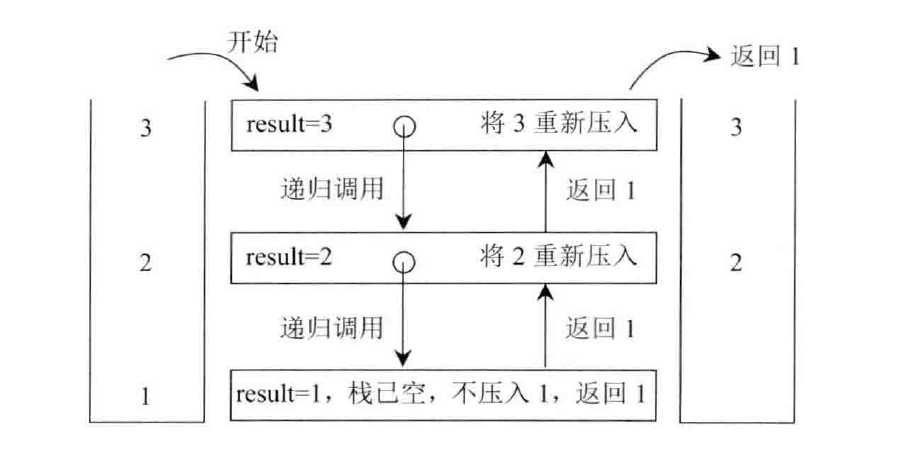 开始
返回 1
3
result=3
将 3 重新压入
3
递归调用
返回 1
2
result=2
将 2 重新压入
2
递归调用
返回 1
1
result=1，栈已空，不压入 1，返回 1